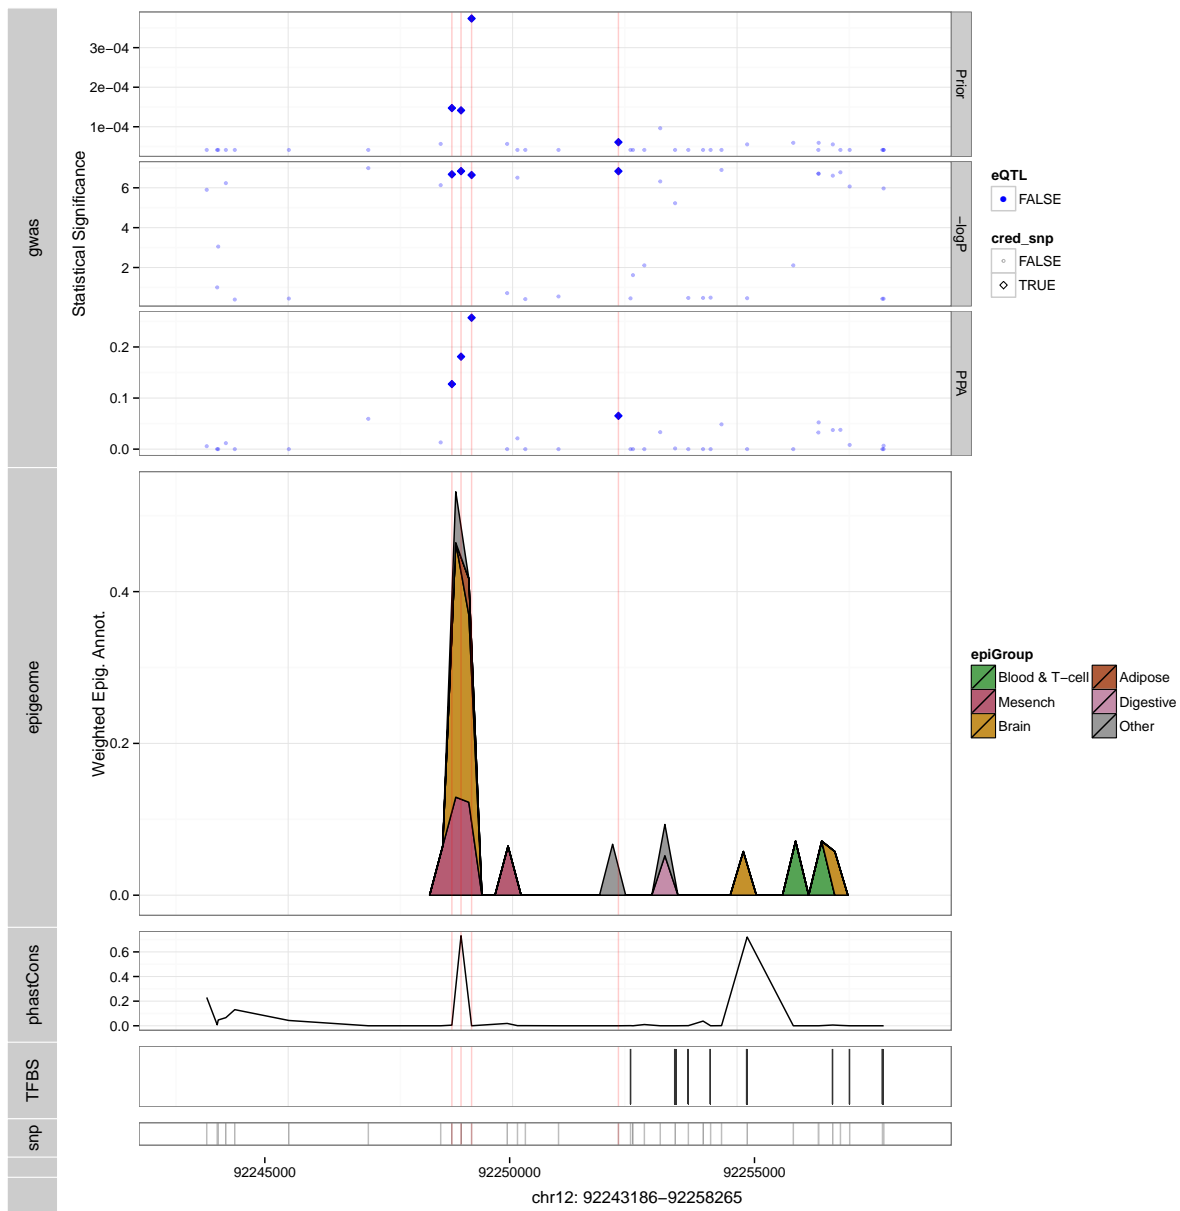 gwas
Statistical Significance
3e−04
2e−04
1e−04
Prior
6
4
2
−logP
0.2
0.1
0.0
PPA
eQTL
FALSE
cred_snp
FALSE
TRUE
epigeome
Weighted Epig. Annot.
0.4
0.2
0.0
epiGroup
Blood & T−cell
Adipose
Mesench
Digestive
Brain
Other
phastCons
0.6
0.4
0.2
0.0
TFBS
snp
92245000
92250000
92255000
chr12: 92243186−92258265